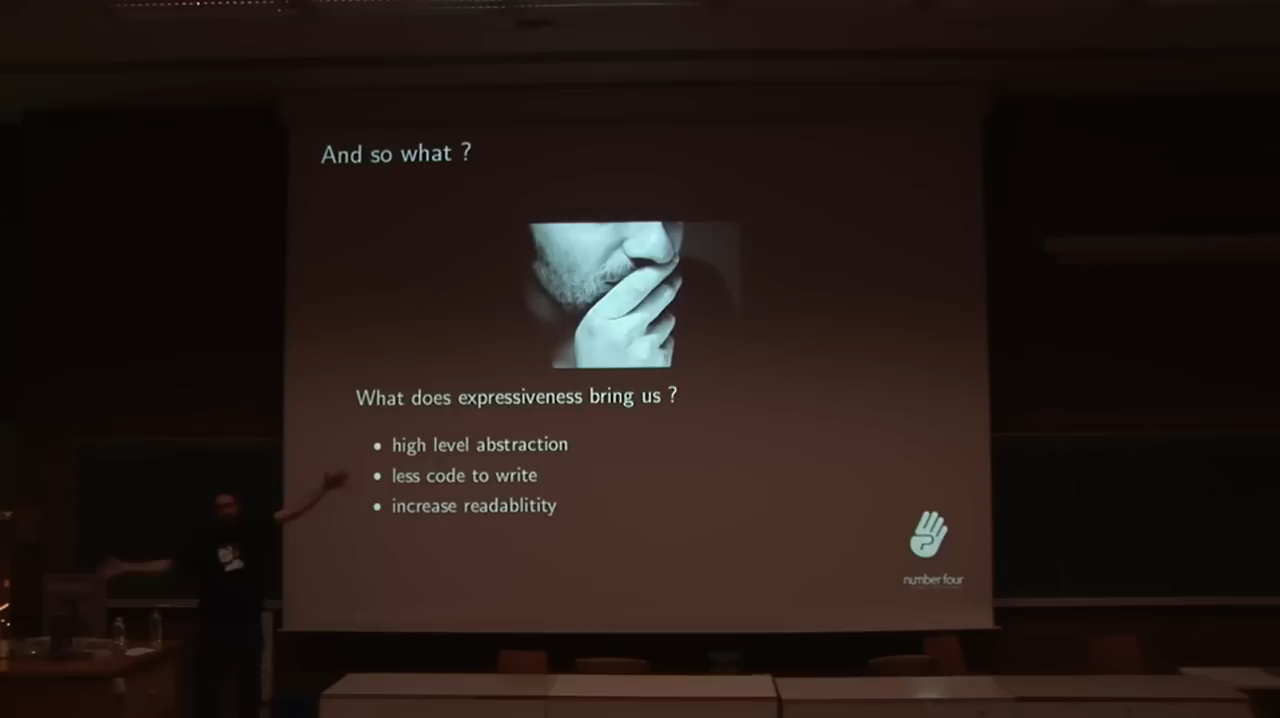 And so what ?
What does expressiveness bring us ?
• high level abstraction
• less code to write
• increase readablitity
number four